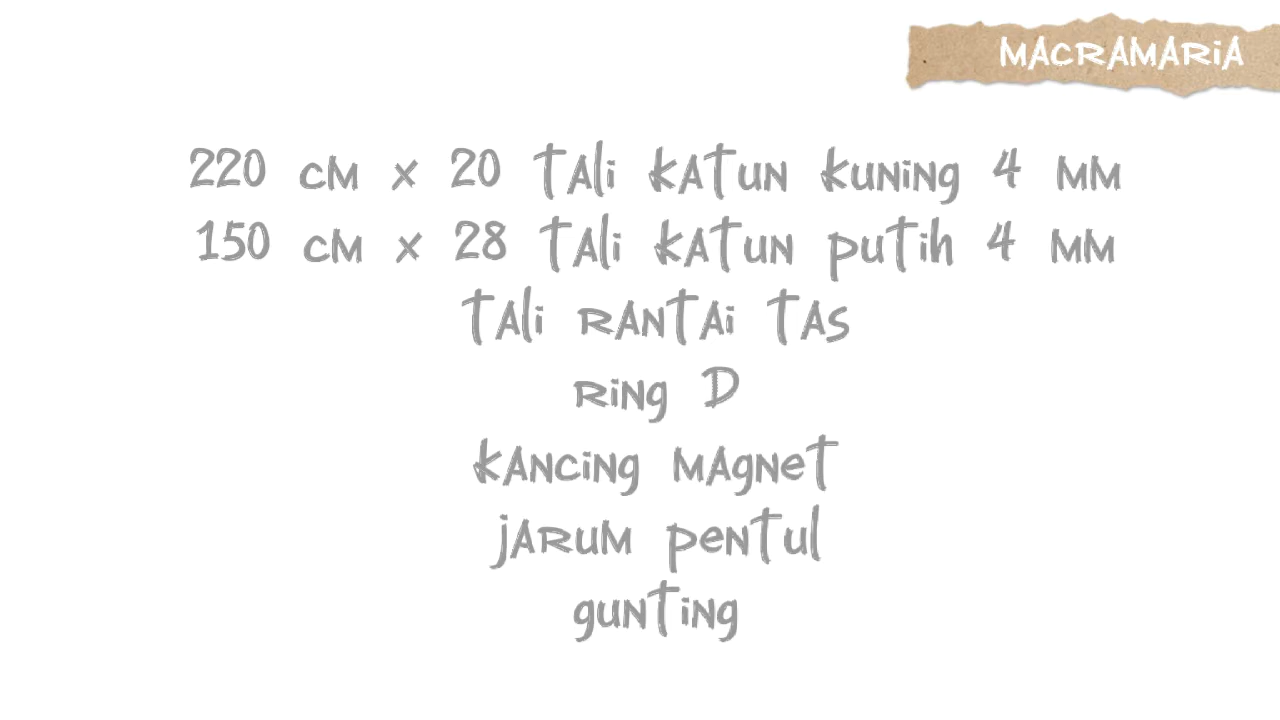 MACRAMARiA
220 cm x 20 tali katun kuning 4 mm
150 cm x 28 tali katun putih 4 mm
tali rantai tas
ring D
kancing magnet
jarum pentul
gunting